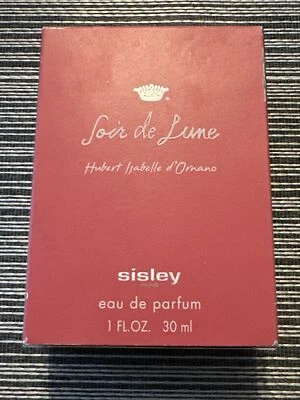 Soir de Lune
Hubert Isabelle d'Ornano
sisley
PARIS
eau de parfum
1 FL.OZ. 30 ml